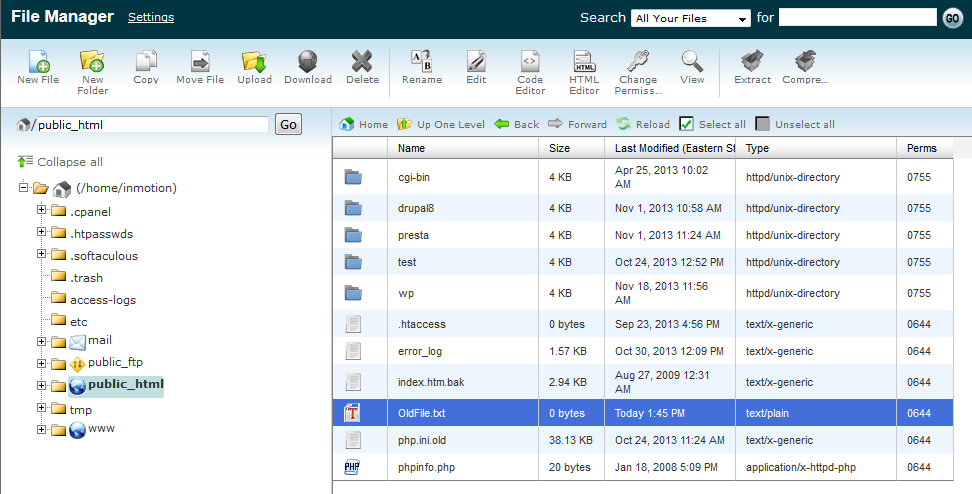 File Manager Settings Search All Your Files for GO
New File New Folder Copy Move File Upload Download Delete Rename Edit Code Editor HTML Editor Change Permiss... View Extract Compre...
/public_html Go
Home Up One Level Back Forward Reload Select all Unselect all
Collapse all
(/home/inmotion)
.cpanel
.htpasswds
.softaculous
.trash
access-logs
etc
mail
public_ftp
public_html
tmp
www
Name Size Last Modified (Eastern St Type Perms
cgi-bin 4 KB Apr 25, 2013 10:02 AM httpd/unix-directory 0755
drupal8 4 KB Nov 1, 2013 10:58 AM httpd/unix-directory 0755
presta 4 KB Nov 1, 2013 11:24 AM httpd/unix-directory 0755
test 4 KB Oct 24, 2013 12:52 PM httpd/unix-directory 0755
wp 4 KB Nov 18, 2013 11:56 AM httpd/unix-directory 0755
.htaccess 0 bytes Sep 23, 2013 4:56 PM text/x-generic 0644
error_log 1.57 KB Oct 30, 2013 12:09 PM text/x-generic 0644
index.htm.bak 2.94 KB Aug 27, 2009 12:31 AM text/x-generic 0644
OldFile.txt 0 bytes Today 1:45 PM text/plain 0644
php.ini.old 38.13 KB Oct 24, 2013 11:24 AM text/x-generic 0644
PHP phpinfo.php 20 bytes Jan 18, 2008 5:09 PM application/x-httpd-php 0644